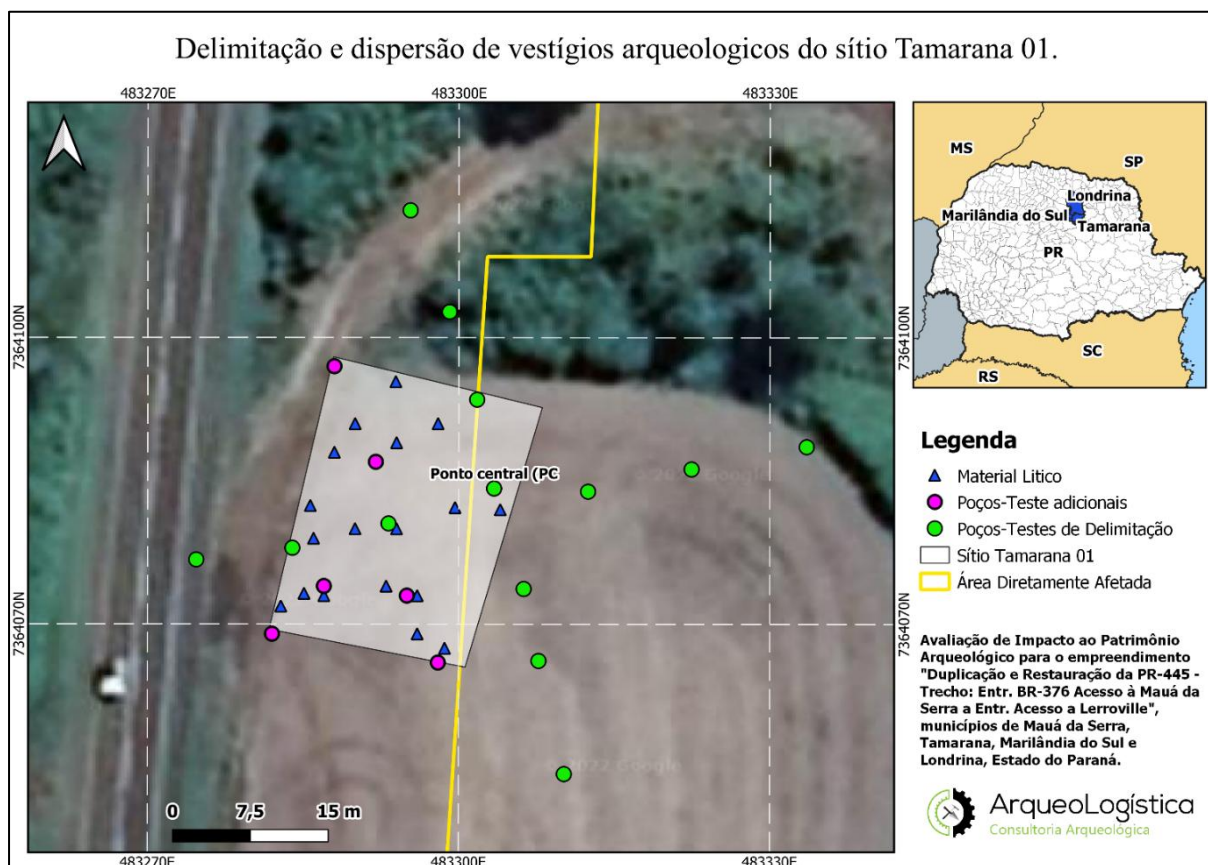 Delimitação e dispersão de vestígios arqueologicos do sítio Tamarana 01.
483270E
483300E
483330E
7364100N
7364100N
7364070N
7364070N
Ponto central (PC
© 2022 Google
© 2022 Google
0
7,5
15 m
483270E
483300E
483330E
MS
SP
Londrina
Marilândia do Sul
Tamarana
PR
SC
RS
Legenda
Material Litico
Poços-Teste adicionais
Poços-Testes de Delimitação
Sítio Tamarana 01
Área Diretamente Afetada
Avaliação de Impacto ao Patrimônio
Arqueológico para o empreendimento
"Duplicação e Restauração da PR-445 -
Trecho: Entr. BR-376 Acesso à Mauá da
Serra a Entr. Acesso a Lerroville",
municípios de Mauá da Serra,
Tamarana, Marilândia do Sul e
Londrina, Estado do Paraná.
ArqueoLogística
Consultoria Arqueológica